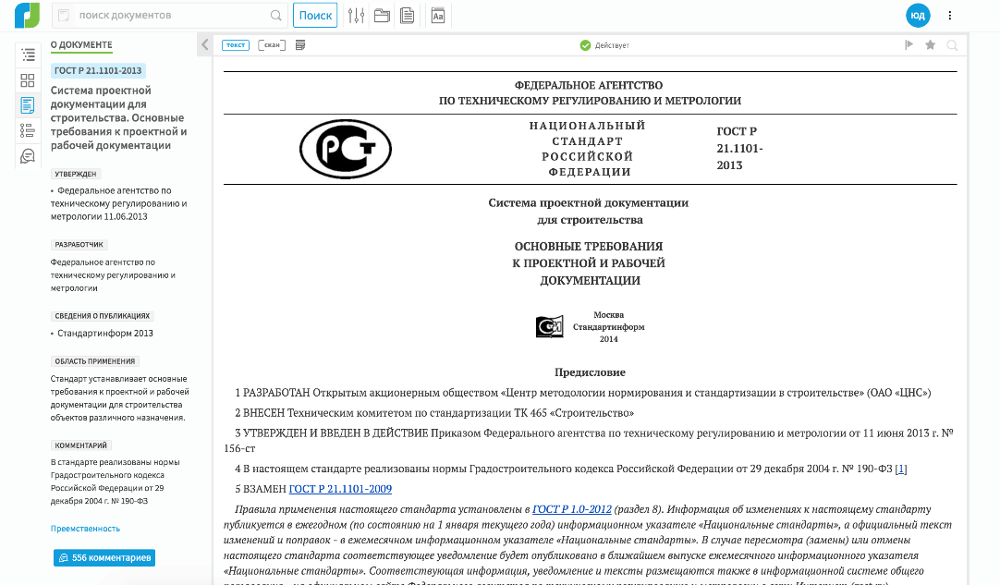 поиск документов
Поиск
Aa
ЮД
О ДОКУМЕНТЕ
ГОСТ Р 21.1101-2013
Система проектной
документации для
строительства. Основные
требования к проектной и
рабочей документации
УТВЕРЖДЕН
• Федеральное агентство по
техническому регулированию и
метрологии 11.06.2013
РАЗРАБОТЧИК
Федеральное агентство по
техническому регулированию и
метрологии
СВЕДЕНИЯ О ПУБЛИКАЦИЯХ
• Стандартинформ 2013
ОБЛАСТЬ ПРИМЕНЕНИЯ
Стандарт устанавливает основные
требования к проектной и рабочей
документации для строительства
объектов различного назначения.
КОММЕНТАРИЙ
В стандарте реализованы нормы
Градостроительного кодекса
Российской Федерации от 29
декабря 2004 г. № 190-ФЗ
Преемственность
556 комментариев
текст
скан
Действует
ФЕДЕРАЛЬНОЕ АГЕНТСТВО
ПО ТЕХНИЧЕСКОМУ РЕГУЛИРОВАНИЮ И МЕТРОЛОГИИ
РСТ
НАЦИОНАЛЬНЫЙ
СТАНДАРТ
РОССИЙСКОЙ
ФЕДЕРАЦИИ
ГОСТ Р
21.1101-
2013
Система проектной документации
для строительства
ОСНОВНЫЕ ТРЕБОВАНИЯ
К ПРОЕКТНОЙ И РАБОЧЕЙ
ДОКУМЕНТАЦИИ
Москва
Стандартинформ
2014
Предисловие
1 РАЗРАБОТАН Открытым акционерным обществом «Центр методологии нормирования и стандартизации в строительстве» (ОАО «ЦНС»)
2 ВНЕСЕН Техническим комитетом по стандартизации ТК 465 «Строительство»
3 УТВЕРЖДЕН И ВВЕДЕН В ДЕЙСТВИЕ Приказом Федерального агентства по техническому регулированию и метрологии от 11 июня 2013 г. №
156-ст
4 В настоящем стандарте реализованы нормы Градостроительного кодекса Российской Федерации от 29 декабря 2004 г. № 190-ФЗ [1]
5 ВЗАМЕН ГОСТ Р 21.1101-2009
Правила применения настоящего стандарта установлены в ГОСТ Р 1.0-2012 (раздел 8). Информация об изменениях к настоящему стандарту
публикуется в ежегодном (по состоянию на 1 января текущего года) информационном указателе «Национальные стандарты», а официальный текст
изменений и поправок - в ежемесячном информационном указателе «Национальные стандарты». В случае пересмотра (замены) или отмены
настоящего стандарта соответствующее уведомление будет опубликовано в ближайшем выпуске ежемесячного информационного указателя
«Национальные стандарты». Соответствующая информация, уведомление и тексты размещаются также в информационной системе общего